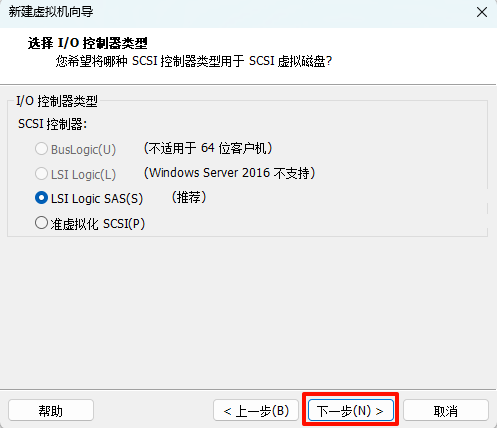 新建虚拟机向导
选择 I/O 控制器类型
您希望将哪种 SCSI 控制器类型用于 SCSI 虚拟磁盘?
I/O 控制器类型
SCSI 控制器:
BusLogic(U) (不适用于 64 位客户机)
LSI Logic(L) (Windows Server 2016 不支持)
LSI Logic SAS(S) (推荐)
准虚拟化 SCSI(P)
帮助 < 上一步(B) 下一步(N) > 取消